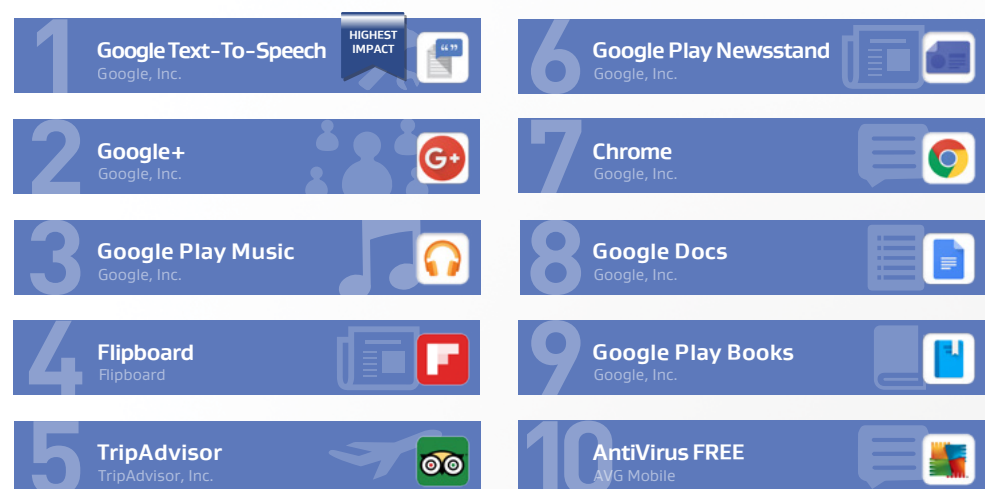 1
Google Text-To-Speech
Google, Inc.
HIGHEST
IMPACT
“ ”
2
Google+
Google, Inc.
G+
3
Google Play Music
Google, Inc.
4
Flipboard
Flipboard
5
TripAdvisor
TripAdvisor, Inc.
6
Google Play Newsstand
Google, Inc.
7
Chrome
Google, Inc.
8
Google Docs
Google, Inc.
9
Google Play Books
Google, Inc.
10
AntiVirus FREE
AVG Mobile